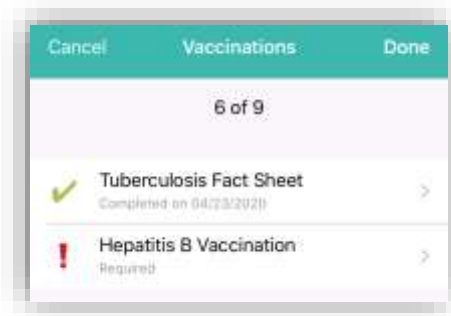 Cancel Vaccinations Done
6 of 9
Tuberculosis Fact Sheet
Completed on 04/23/2020
Hepatitis B Vaccination
Required